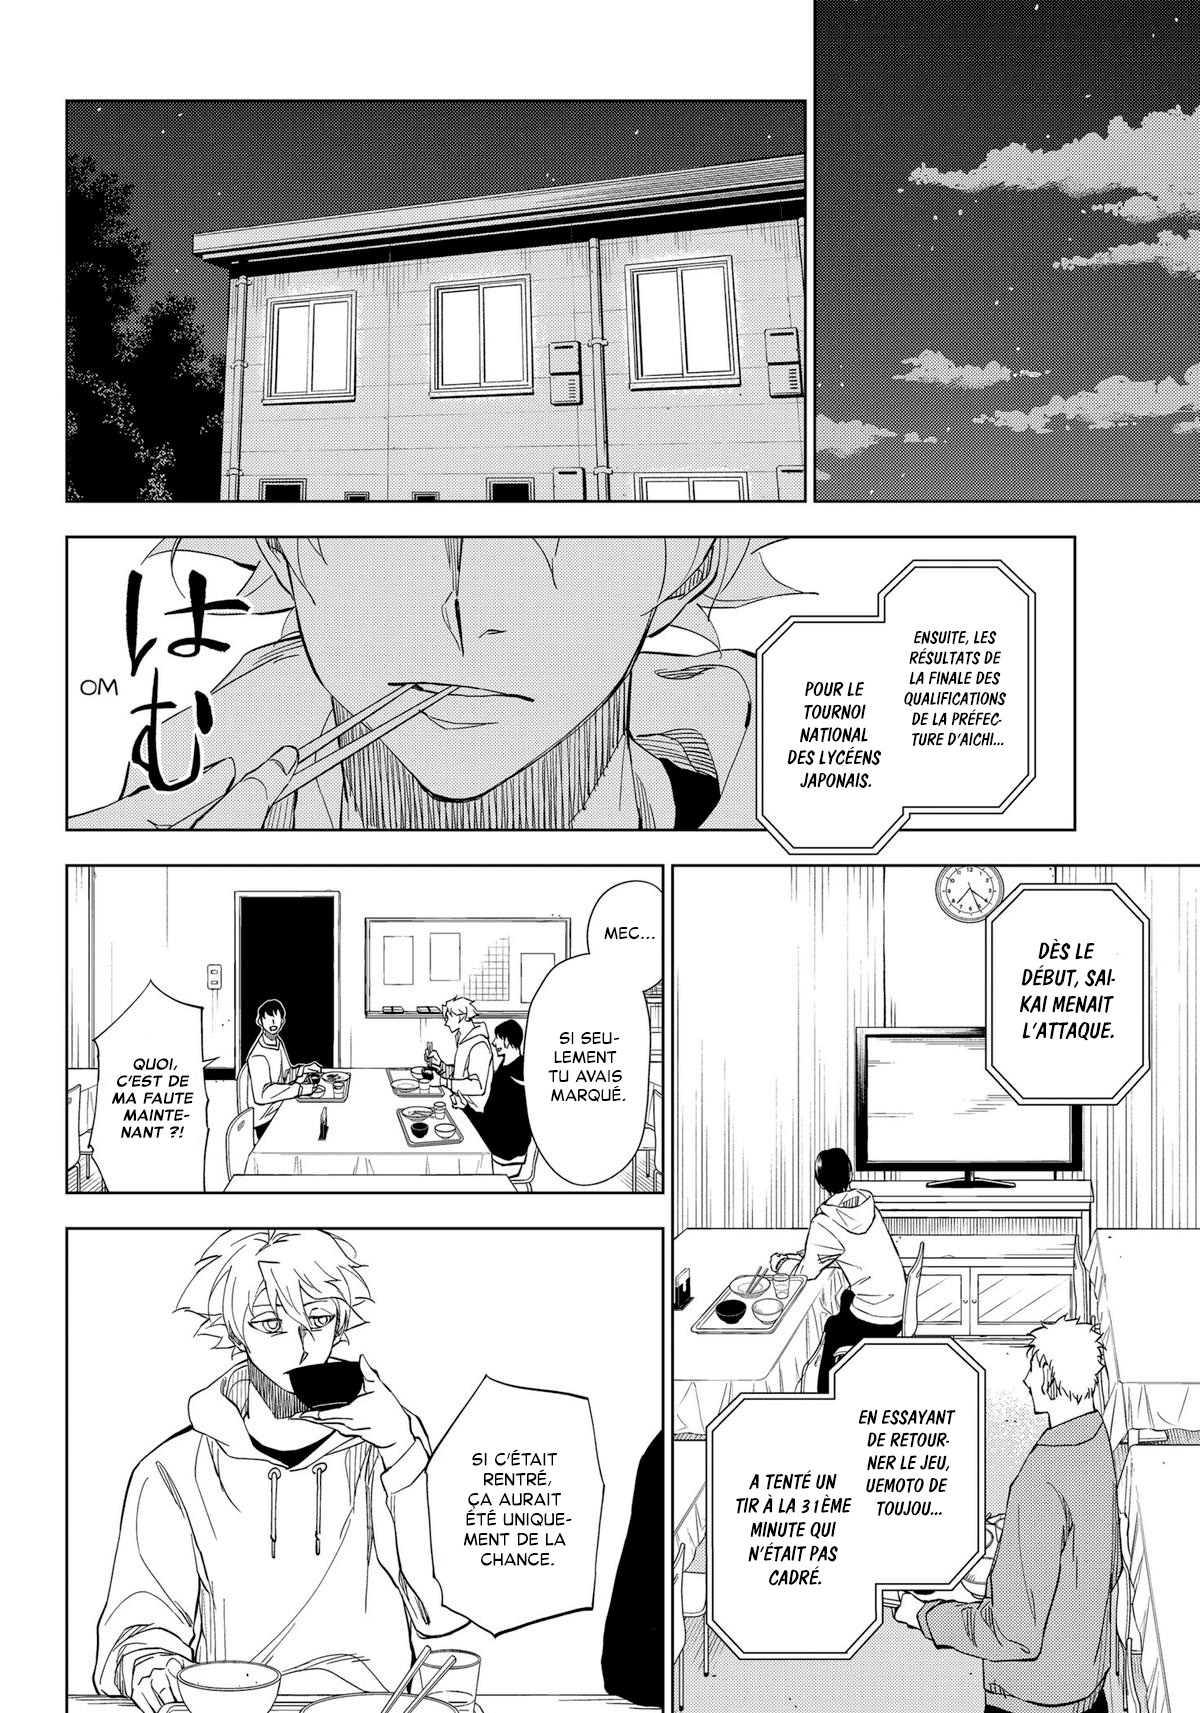 ENSUITE, LES
RÉSULTATS DE
LA FINALE DES
QUALIFICATIONS
DE LA PRÉFEC-
TURE D'AICHI...
POUR LE
TOURNOI
NATIONAL
DES LYCÉENS
JAPONAIS.
はむ
OM
DÈS LE
DÉBUT, SAI-
KAI MENAIT
L'ATTAQUE.
EN ESSAYANT
DE RETOUR-
NER LE JEU,
UEMOTO DE
TOUJOU...
A TENTÉ UN
TIR À LA 31ÈME
MINUTE QUI
N'ÉTAIT PAS
CADRÉ.
MEC...
SI SEU-
LEMENT
TU AVAIS
MARQUÉ.
QUOI,
C'EST DE
MA FAUTE
MAINTE-
NANT ?!
SI C'ÉTAIT
RENTRÉ,
ÇA AURAIT
ÉTÉ UNIQUE-
MENT DE LA
CHANCE.